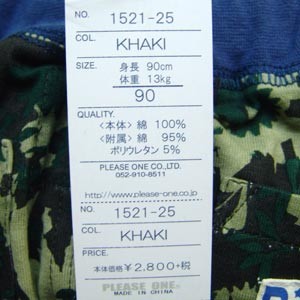 NO. 1521-25
COL. KHAKI
SIZE. 身長 90cm
体重 13kg
90
QUALITY.
<本体> 綿 100%
<附属> 綿 95%
ポリウレタン 5%
PLEASE ONE CO.,LTD.
052-910-8511
http://www.please-one.co.jp
NO. 1521-25
COL. KHAKI
PRICE.
本体価格 ¥2,800+税
PLEASE ONE.
MADE IN CHINA